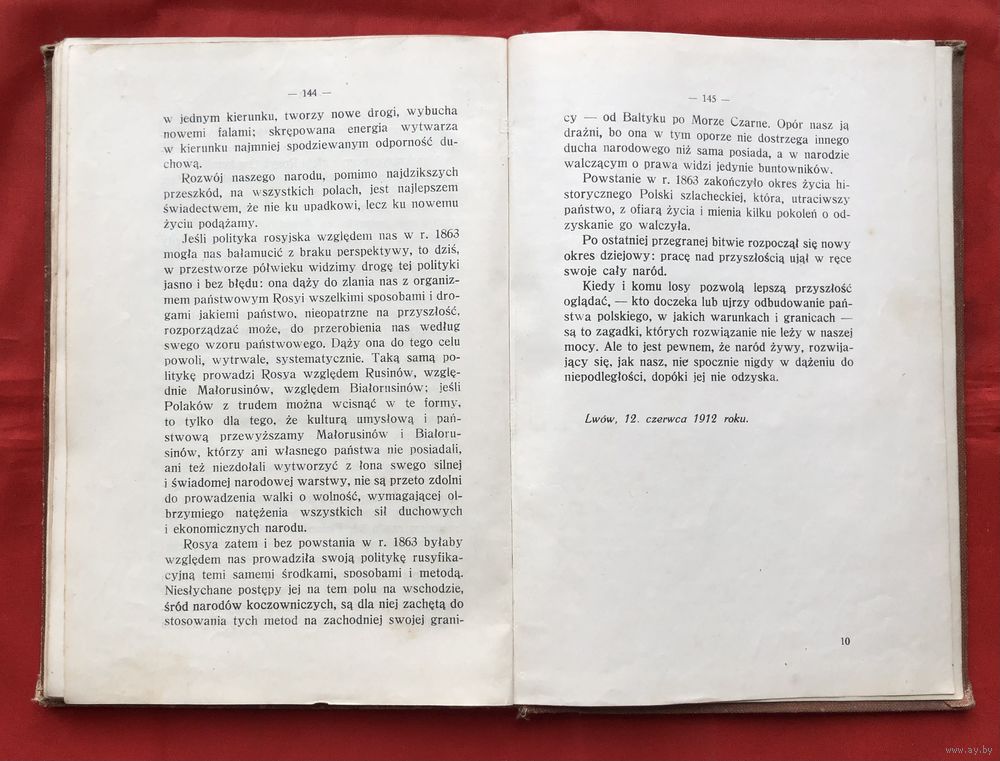 — 144 —
w jednym kierunku, tworzy nowe drogi, wybucha
nowemi falami; skrępowana energia wytwarza
w kierunku najmniej spodziewanym odporność du-
chową.
Rozwój naszego narodu, pomimo najdzikszych
przeszkód, na wszystkich polach, jest najlepszem
świadectwem, że nie ku upadkowi, lecz ku nowemu
życiu podążamy.
Jeśli polityka rosyjska względem nas w r. 1863
mogła nas bałamucić z braku perspektywy, to dziś,
w przestworze półwieku widzimy drogę tej polityki
jasno i bez błędu: ona dąży do zlania nas z organiz-
mem państwowym Rosyi wszelkimi sposobami i dro-
gami jakiemi państwo, nieopatrzne na przyszłość,
rozporządzać może, do przerobienia nas według
swego wzoru państwowego. Dąży ona do tego celu
powoli, wytrwale, systematycznie. Taką samą po-
litykę prowadzi Rosya względem Rusinów, wzglę-
dnie Małorusinów, względem Białorusinów; jeśli
Polaków z trudem można wcisnąć w te formy,
to tylko dla tego, że kulturą umysłową i pań-
stwową przewyższamy Małorusinów i Białoru-
sinów, którzy ani własnego państwa nie posiadali,
ani też niezdołali wytworzyć z łona swego silnej
i świadomej narodowej warstwy, nie są przeto zdolni
do prowadzenia walki o wolność, wymagającej ol-
brzymiego natężenia wszystkich sił duchowych
i ekonomicznych narodu.
Rosya zatem i bez powstania w r. 1863 byłaby
względem nas prowadziła swoją politykę rusyfika-
cyjną temi samemi środkami, sposobami i metodą.
Niesłychane postępy jej na tem polu na wschodzie,
śród narodów koczowniczych, są dla niej zachętą do
stosowania tych metod na zachodniej swojej grani-
— 145 —
cy — od Baltyku po Morze Czarne. Opór nasz ją
drażni, bo ona w tym oporze nie dostrzega innego
ducha narodowego niż sama posiada, a w narodzie
walczącym o prawa widzi jedynie buntowników.
Powstanie w r. 1863 zakończyło okres życia hi-
storycznego Polski szlacheckiej, która, utraciwszy
państwo, z ofiarą życia i mienia kilku pokoleń o od-
zyskanie go walczyła.
Po ostatniej przegranej bitwie rozpoczął się nowy
okres dziejowy: pracę nad przyszłością ujął w ręce
swoje cały naród.
Kiedy i komu losy pozwolą lepszą przyszłość
oglądać, — kto doczeka lub ujrzy odbudowanie pań-
stwa polskiego, w jakich warunkach i granicach —
są to zagadki, których rozwiązanie nie leży w naszej
mocy. Ale to jest pewnem, że naród żywy, rozwija-
jący się, jak nasz, nie spocznie nigdy w dążeniu do
niepodległości, dopóki jej nie odzyska.
Lwów, 12. czerwca 1912 roku.
10
www.ay.by